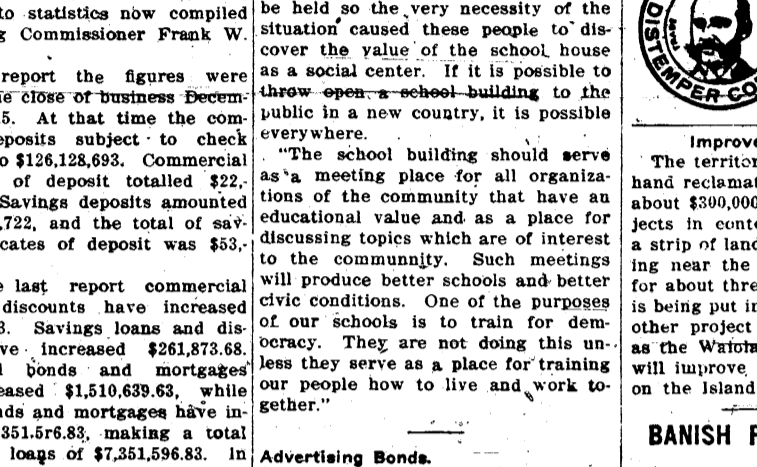 to statistics now compiled
Commissioner Frank W.
report the figures were
close of business Decem-
5. At that time the com-
eposits subject to check
o $126,128,693. Commercial
of deposit totalled $22,-
Savings deposits amounted
,722, and the total of sav-
cates of deposit was $53,-
last report commercial
discounts have increased
3. Savings loans and dis-
ve increased $261,873.68.
bonds and mortgages
eased $1,510,639.63, while
nds and mortgages have in-
351.5r6.83, making a total
loans of $7,351,596.83. In
be held so the very necessity of the
situation caused these people to dis-
cover the value of the school house
as a social center. If it is possible to
throw open a school building to the
public in a new country, it is possible
everywhere.
"The school building should serve
as a meeting place for all organiza-
tions of the community that have an
educational value and as a place for
discussing topics which are of interest
to the communnity. Such meetings
will produce better schools and better
civic conditions. One of the purposes
of our schools is to train for dem-
ocracy. They are not doing this un-
less they serve as a place for training
our people how to live and work to-
gether."
Advertising Bonds.
DISTEMPER CO
Improve
The territor
hand reclamat
about $300,000
jects in conte
a strip of land
ing near the
for about thre
is being put in
other project
as the Waiola
will improve
on the Island
BANISH